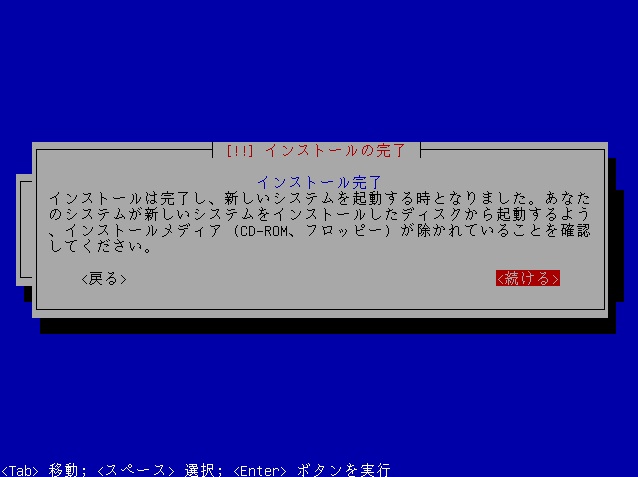 [!!] インストールの完了
インストール完了
インストールは完了し、新しいシステムを起動する時となりました。あなた
のシステムが新しいシステムをインストールしたディスクから起動するよう
、インストールメディア (CD-ROM、フロッピー) が除かれていることを確認
してください。
<戻る> <続ける>
<Tab> 移動; <スペース> 選択; <Enter> ボタンを実行